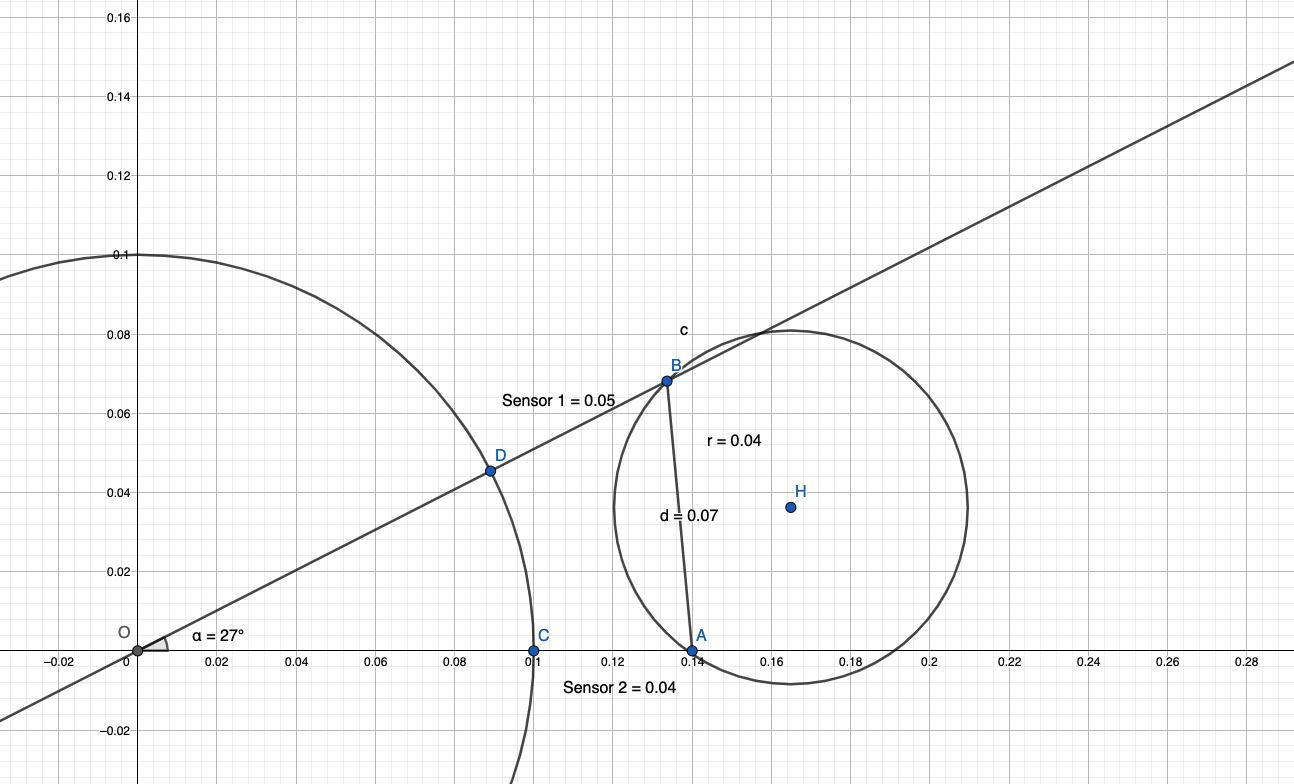 0.16
0.14
0.12
0.1
0.08
c
B
Sensor 1 = 0.05
0.06
r = 0.04
D
H
0.04
d = 0.07
0.02
O
α = 27°
C
A
−0.02
0
0.02
0.04
0.06
0.08
0.1
0.12
0.14
0.16
0.18
0.2
0.22
0.24
0.26
0.28
Sensor 2 = 0.04
−0.02